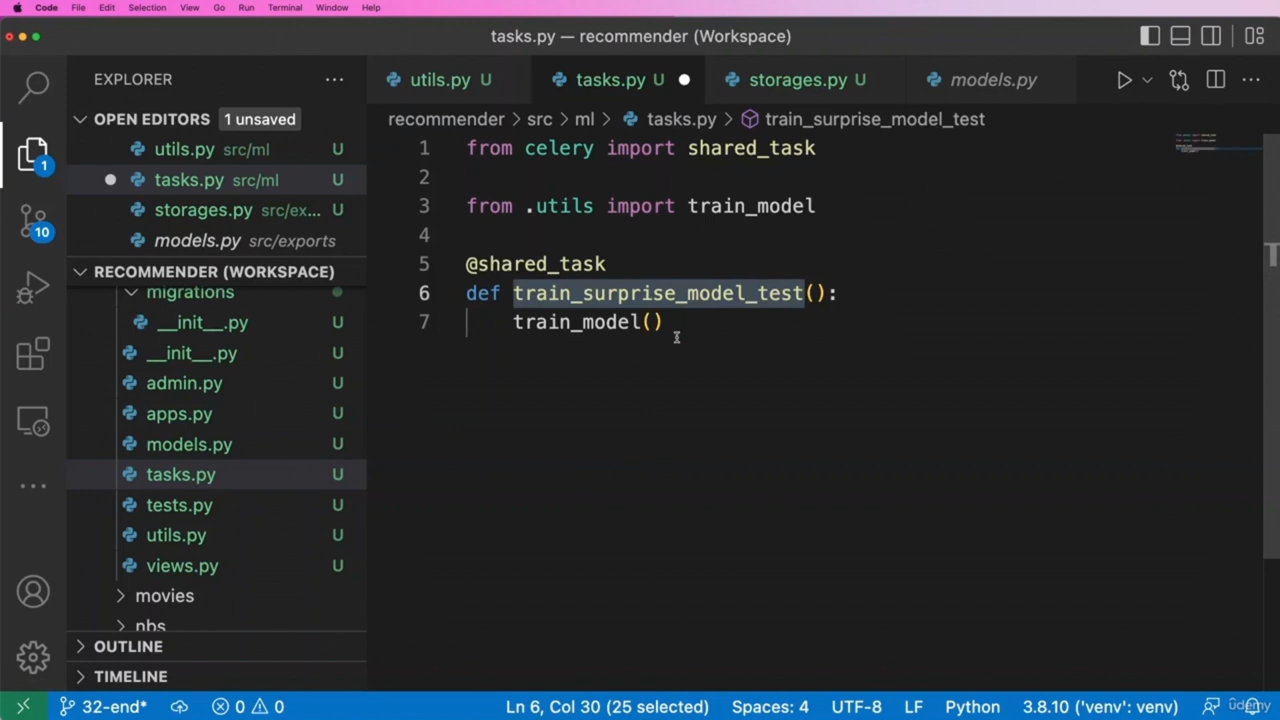 Code File Edit Selection View Go Run Terminal Window Help
tasks.py — recommender (Workspace)
EXPLORER
utils.py U
tasks.py U
storages.py U
models.py
OPEN EDITORS 1 unsaved
utils.py src/ml U
tasks.py src/ml U
storages.py src/ex... U
models.py src/exports
RECOMMENDER (WORKSPACE)
migrations
__init__.py U
__init__.py U
admin.py U
apps.py U
models.py U
tasks.py U
tests.py U
utils.py U
views.py U
movies
nbs
OUTLINE
TIMELINE
1
10
recommender > src > ml > tasks.py > train_surprise_model_test
1 from celery import shared_task
2
3 from .utils import train_model
4
5 @shared_task
6 def train_surprise_model_test():
7 train_model()
32-end* 0 0 Ln 6, Col 30 (25 selected) Spaces: 4 UTF-8 LF Python 3.8.10 ('venv': venv)
udemy